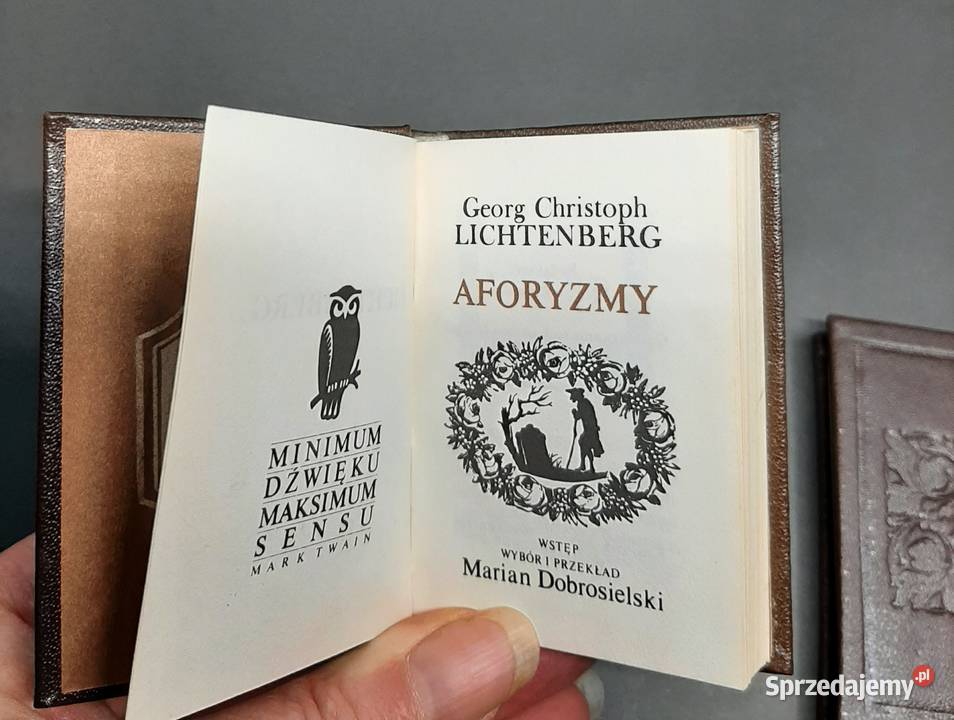 MINIMUM
DŹWIĘKU
MAKSIMUM
SENSU
MARK TWAIN
Georg Christoph
LICHTENBERG
AFORYZMY
WSTĘP
WYBÓR I PRZEKŁAD
Marian Dobrosielski
Sprzedajemy.pl